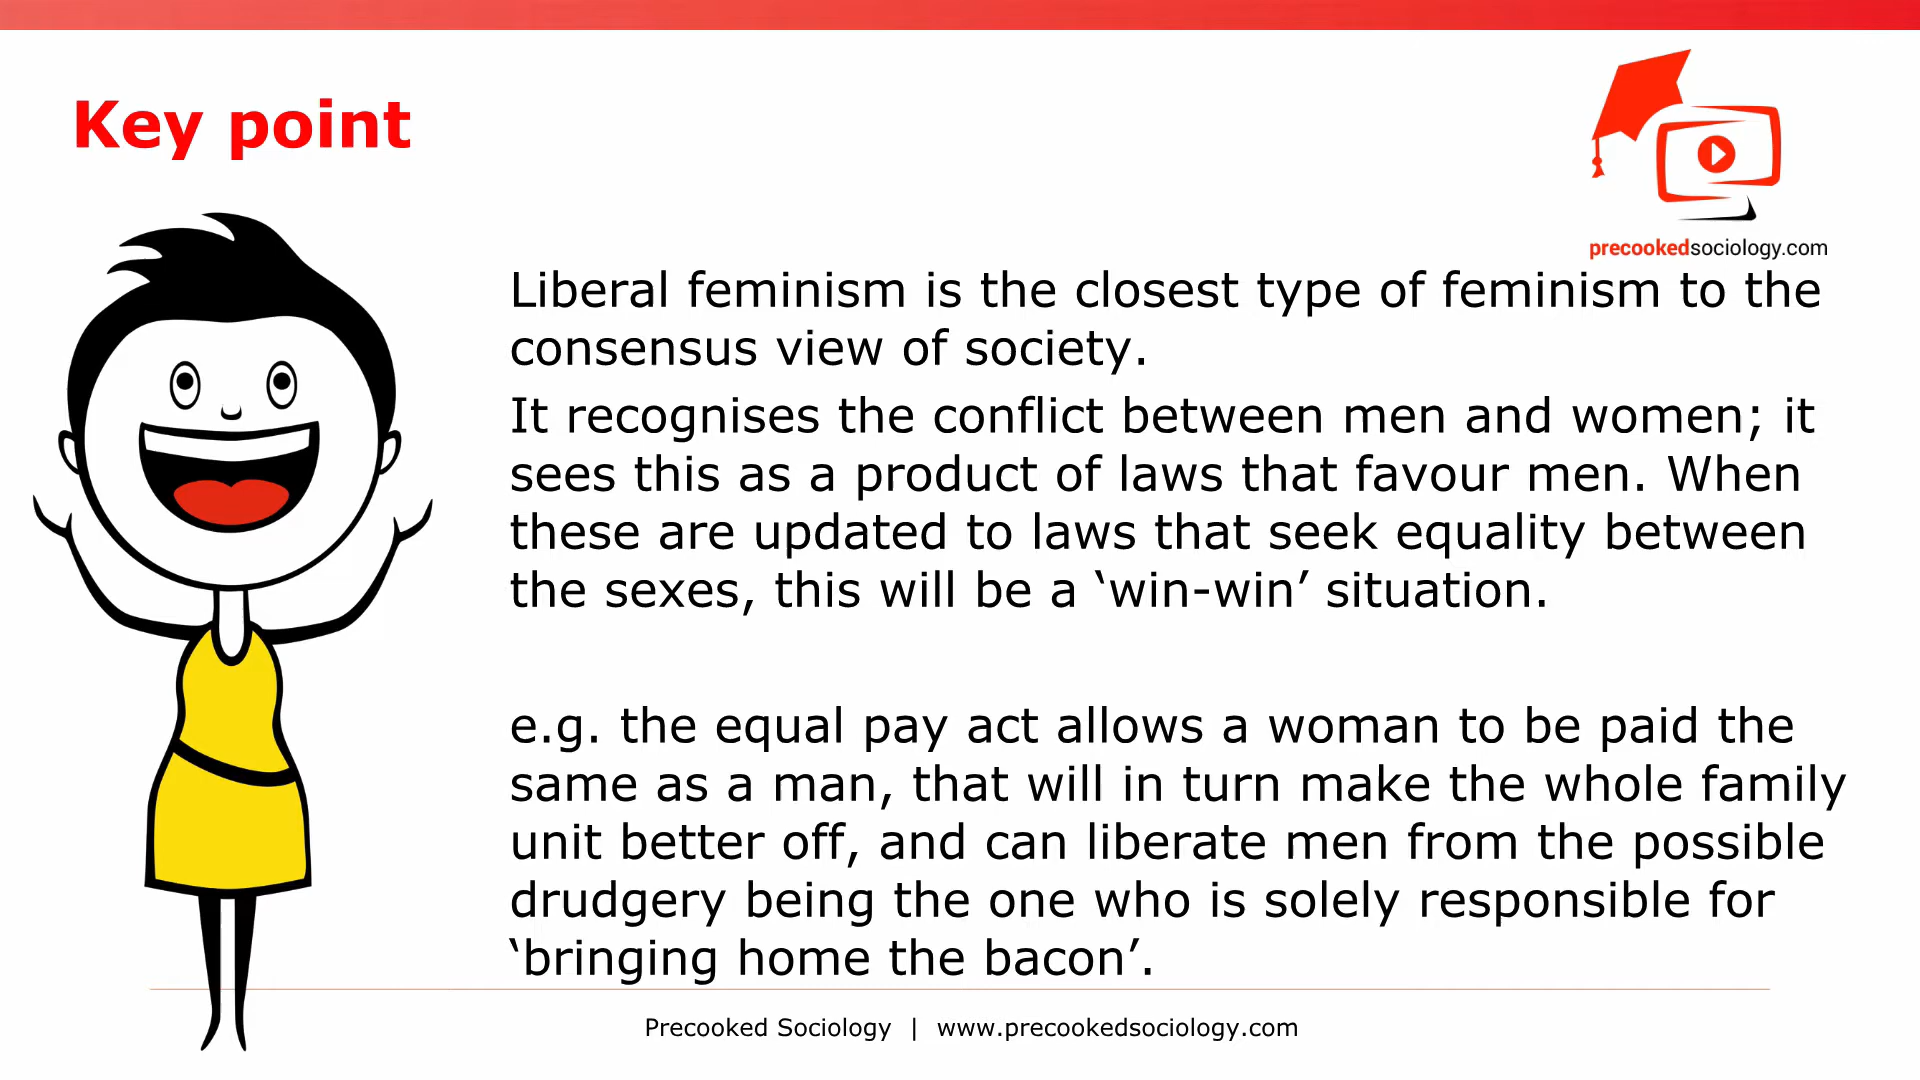 Key point
precookedsociology.com
Liberal feminism is the closest type of feminism to the
consensus view of society.
It recognises the conflict between men and women; it
sees this as a product of laws that favour men. When
these are updated to laws that seek equality between
the sexes, this will be a ‘win-win’ situation.
e.g. the equal pay act allows a woman to be paid the
same as a man, that will in turn make the whole family
unit better off, and can liberate men from the possible
drudgery being the one who is solely responsible for
‘bringing home the bacon’.
Precooked Sociology | www.precookedsociology.com